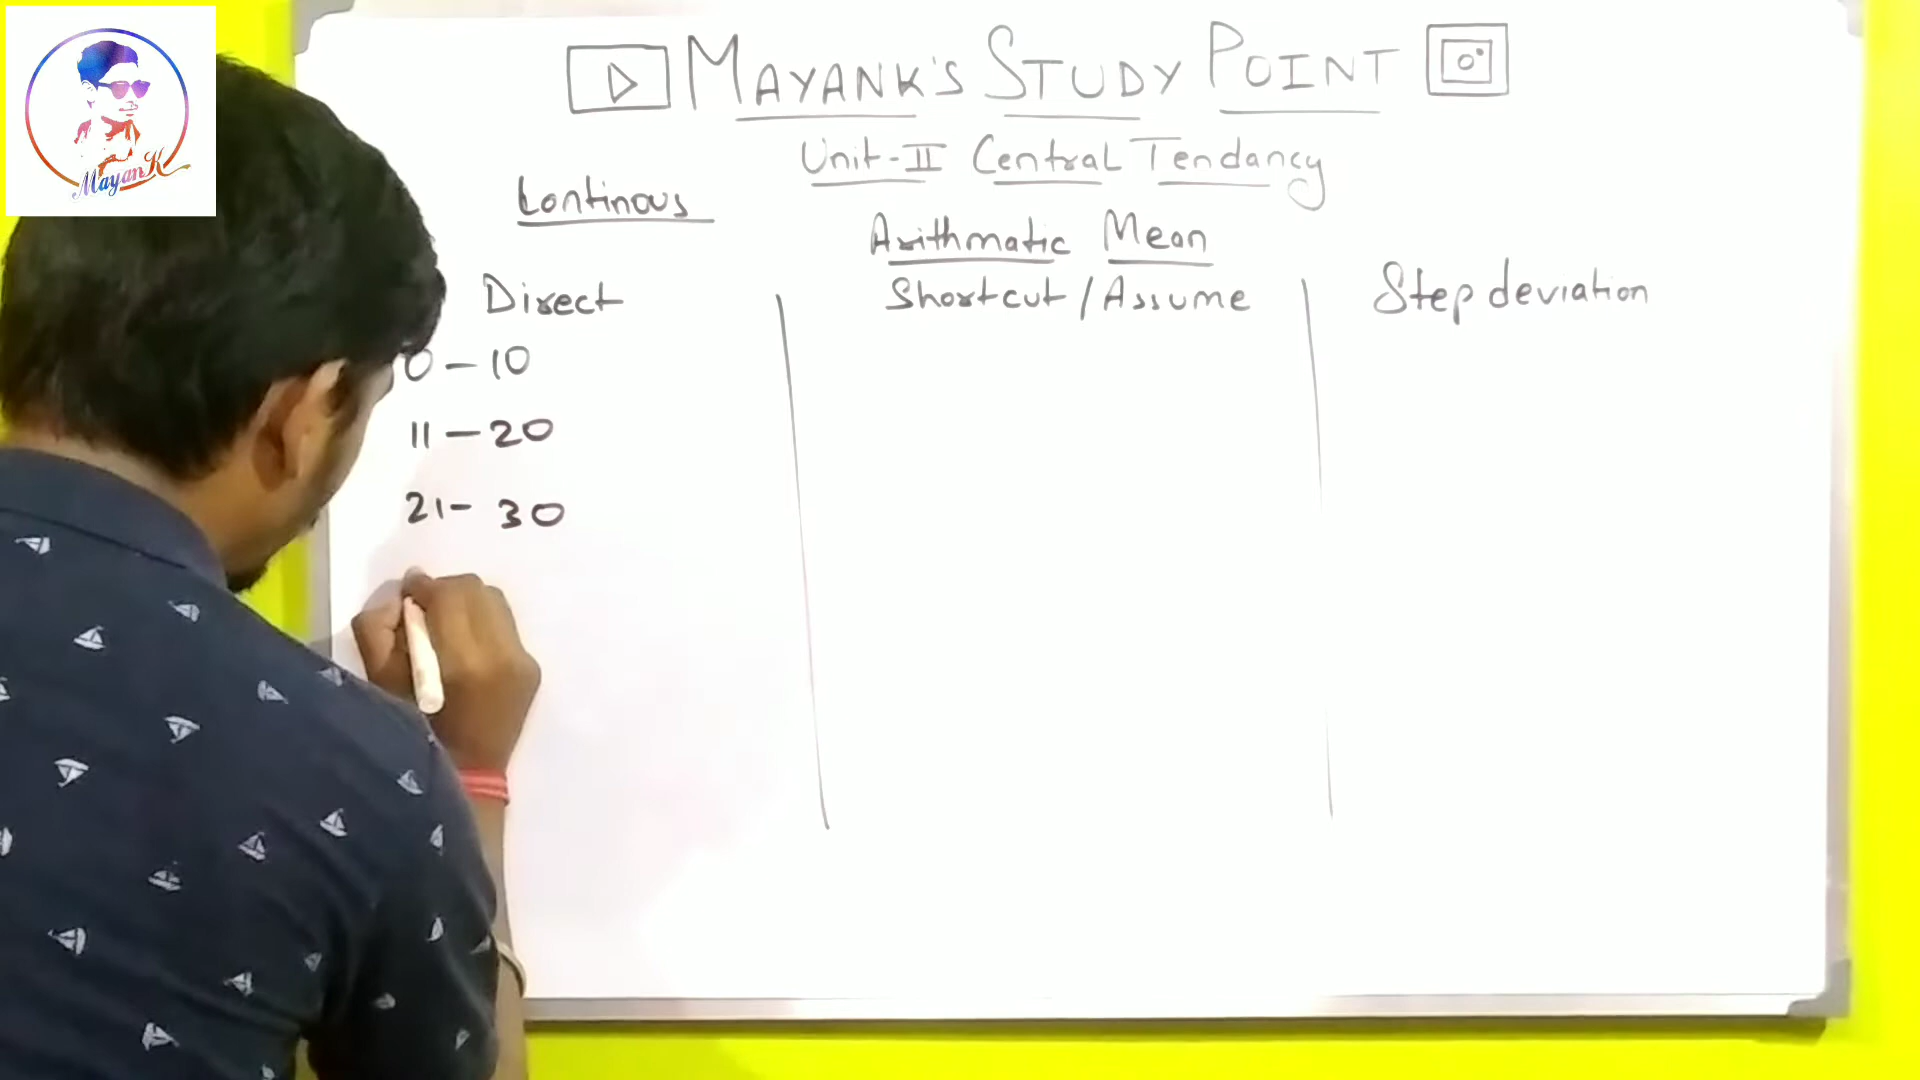 MayanK
MAYANK'S STUDY POINT
Unit-II Central Tendancy
Continous
Arithmatic Mean
Direct
Shortcut / Assume
Step deviation
0 - 10
11 - 20
21 - 30